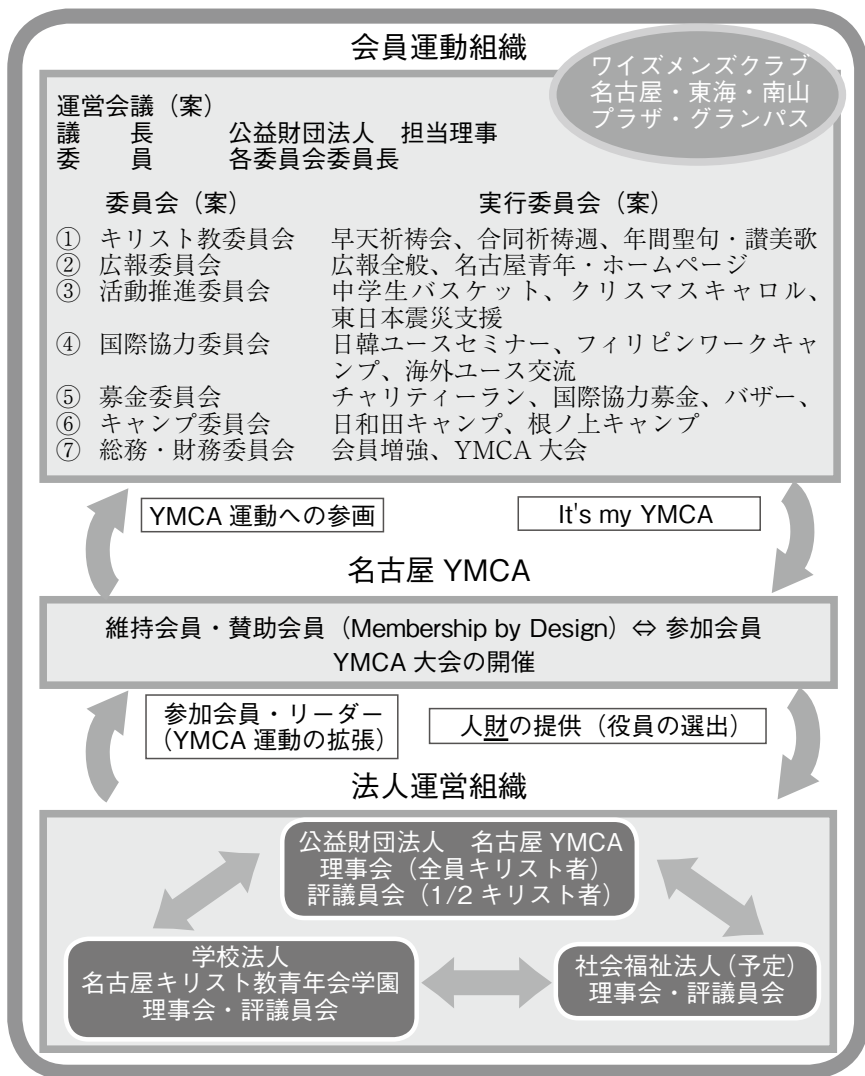 会員運動組織
ワイズメンズクラブ
名古屋・東海・南山
プラザ・グランパス
運営会議（案）
議　　長　　　公益財団法人　担当理事
委　　員　　　各委員会委員長
委員会（案）　　　実行委員会（案）
① キリスト教委員会　早天祈祷会、合同祈祷週、年間聖句・讃美歌
② 広報委員会　広報全般、名古屋青年・ホームページ
③ 活動推進委員会　中学生バスケット、クリスマスキャロル、
東日本震災支援
④ 国際協力委員会　日韓ユースセミナー、フィリピンワークキャ
ンプ、海外ユース交流
⑤ 募金委員会　チャリティーラン、国際協力募金、バザー、
⑥ キャンプ委員会　日和田キャンプ、根ノ上キャンプ
⑦ 総務・財務委員会　会員増強、YMCA 大会
YMCA 運動への参画
It's my YMCA
名古屋 YMCA
維持会員・賛助会員（Membership by Design）⇔ 参加会員
YMCA 大会の開催
参加会員・リーダー
（YMCA 運動の拡張）
人財の提供（役員の選出）
法人運営組織
公益財団法人　名古屋 YMCA
理事会（全員キリスト者）
評議員会（1/2 キリスト者）
学校法人
名古屋キリスト教青年会学園
理事会・評議員会
社会福祉法人（予定）
理事会・評議員会